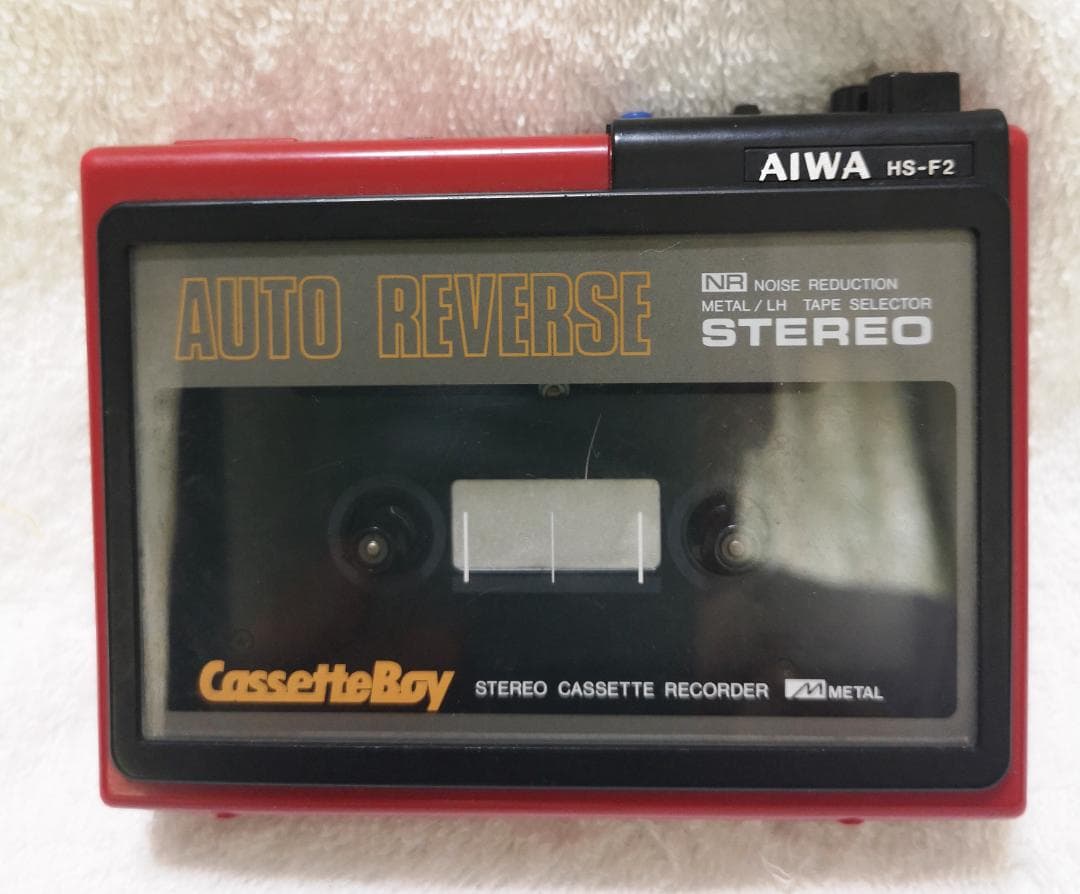 AIWA HS-F2
AUTO REVERSE
NR NOISE REDUCTION
METAL/LH TAPE SELECTOR
STEREO
CassetteBoy STEREO CASSETTE RECORDER METAL